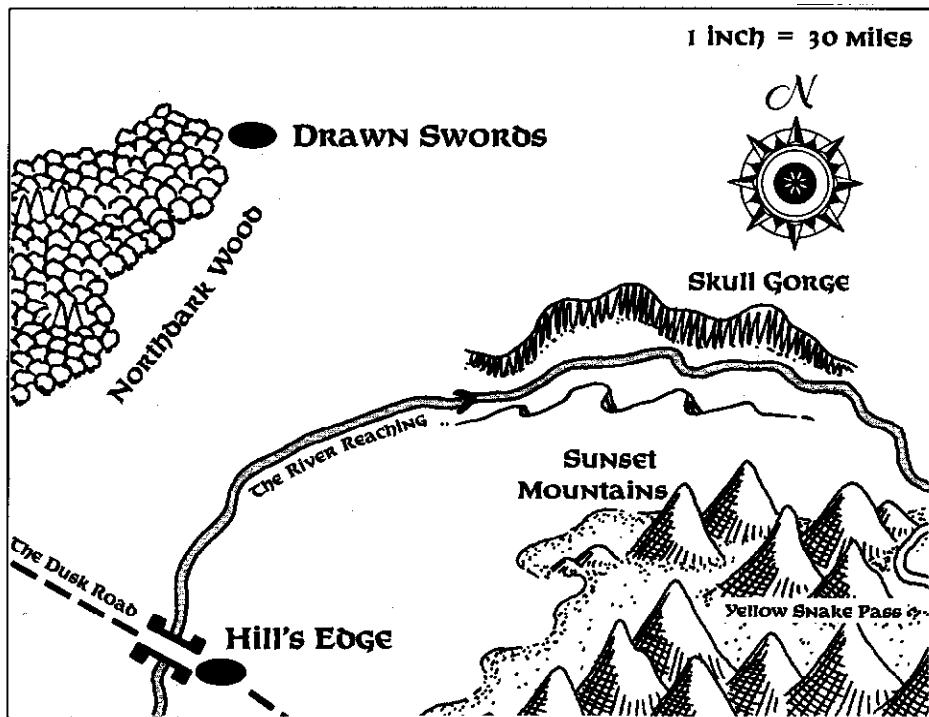 1 inch = 30 Miles
N
Drawn Swords
Northdark Wood
Skull Gorge
The River Reaching
Sunset
Mountains
The Dusk Road
Yellow Snake Pass
Hill's Edge